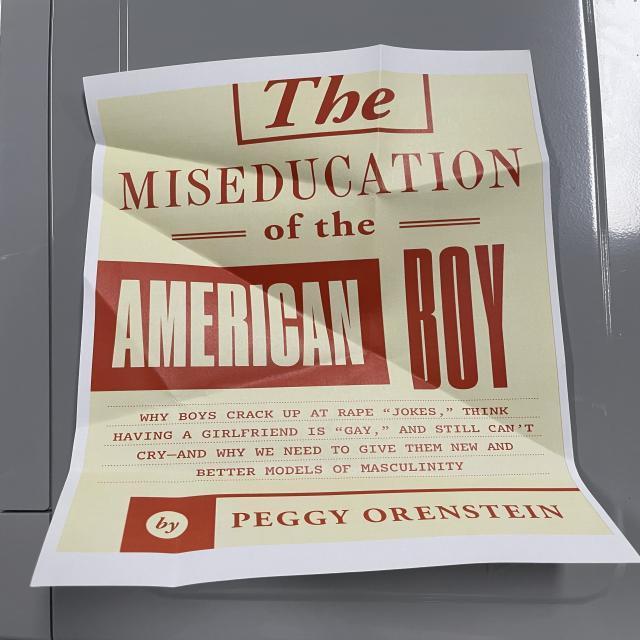 The
MISEDUCATION
of the
AMERICAN BOY
WHY BOYS CRACK UP AT RAPE “JOKES,” THINK
HAVING A GIRLFRIEND IS “GAY,” AND STILL CAN’T
CRY—AND WHY WE NEED TO GIVE THEM NEW AND
BETTER MODELS OF MASCULINITY
by PEGGY ORENSTEIN